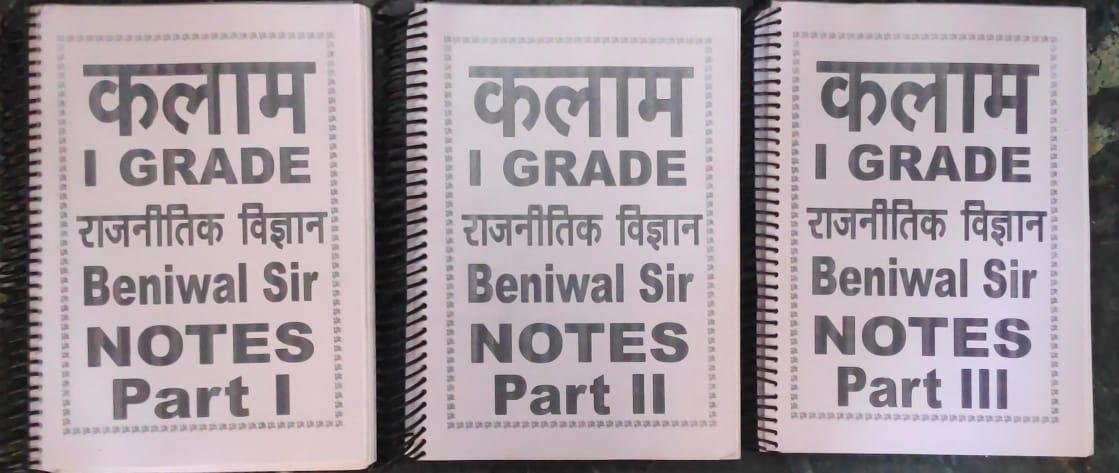 कलाम
I GRADE
राजनीतिक विज्ञान
Beniwal Sir
NOTES
Part I
कलाम
I GRADE
राजनीतिक विज्ञान
Beniwal Sir
NOTES
Part II
कलाम
I GRADE
राजनीतिक विज्ञान
Beniwal Sir
NOTES
Part III